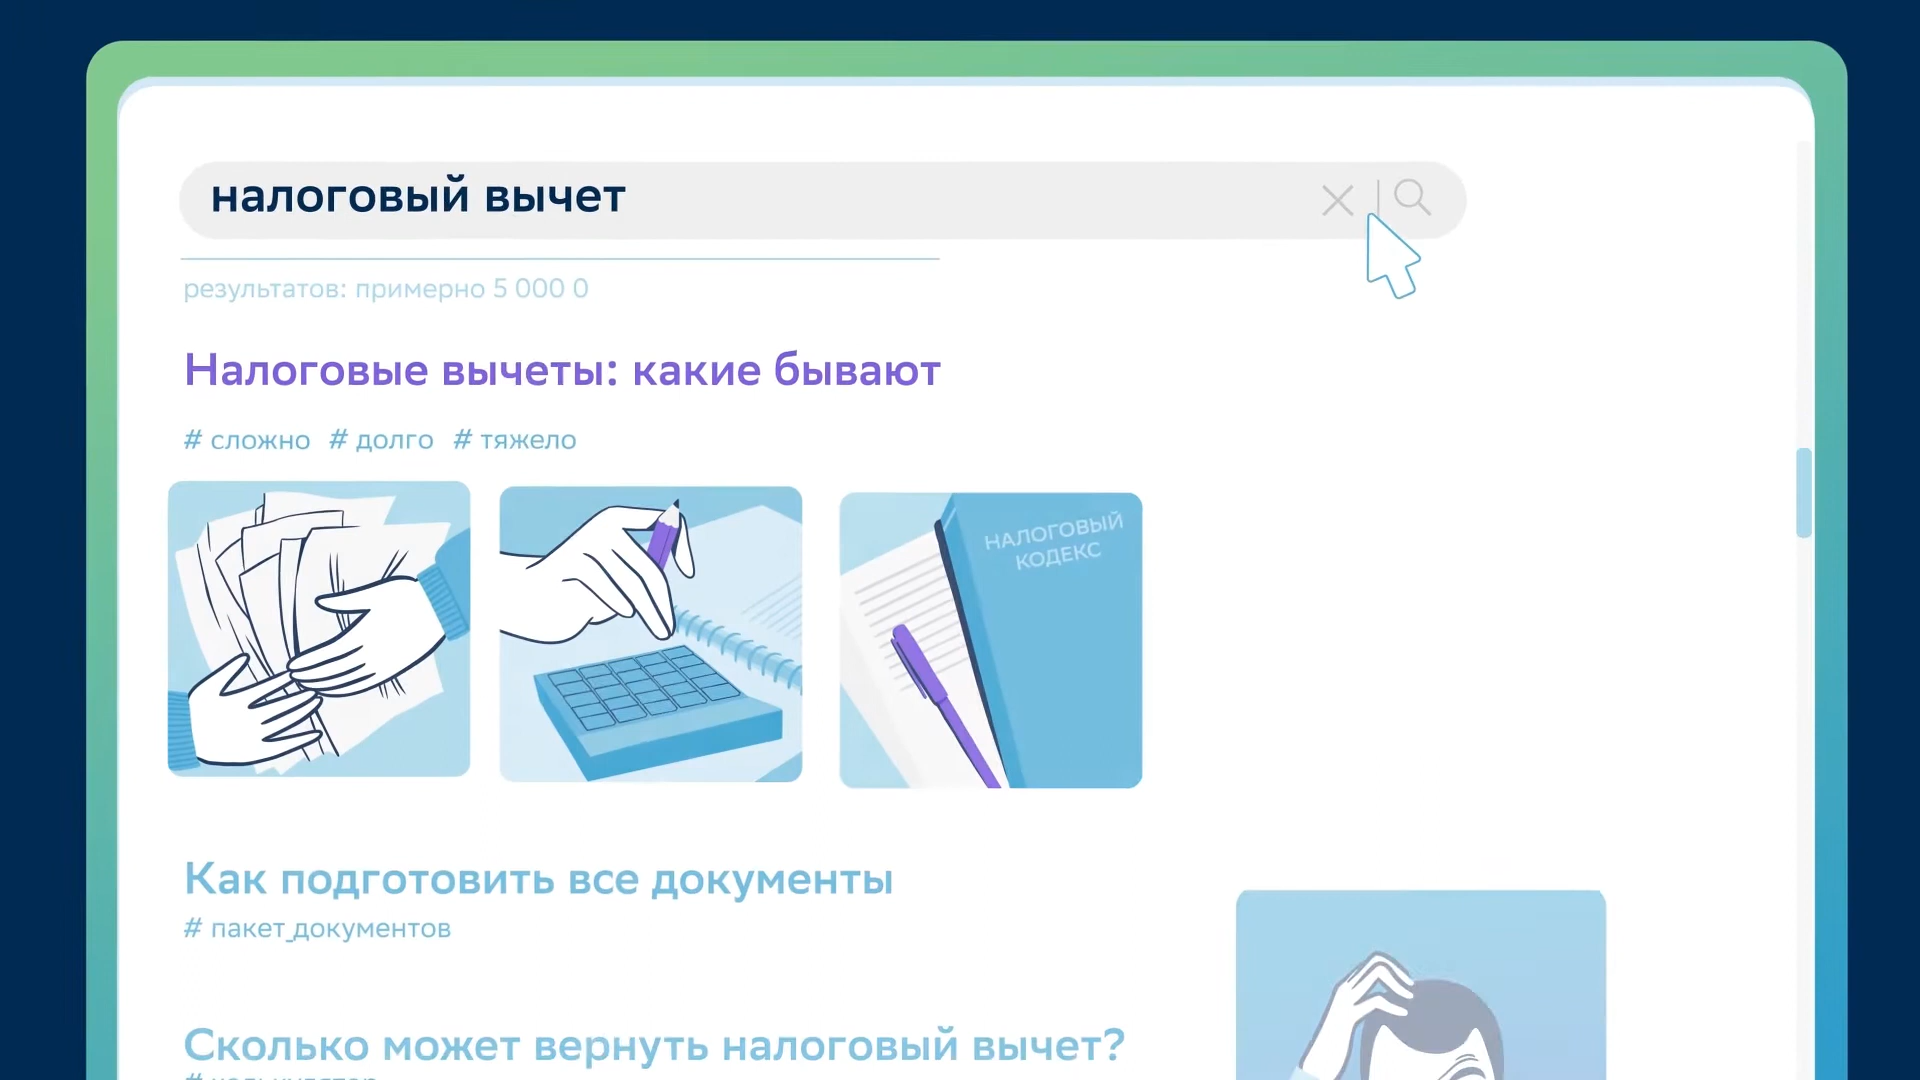 налоговый вычет
результатов: примерно 5 000 0
Налоговые вычеты: какие бывают
# сложно # долго # тяжело
НАЛОГОВЫЙ
КОДЕКС
Как подготовить все документы
# пакет_документов
Сколько может вернуть налоговый вычет?